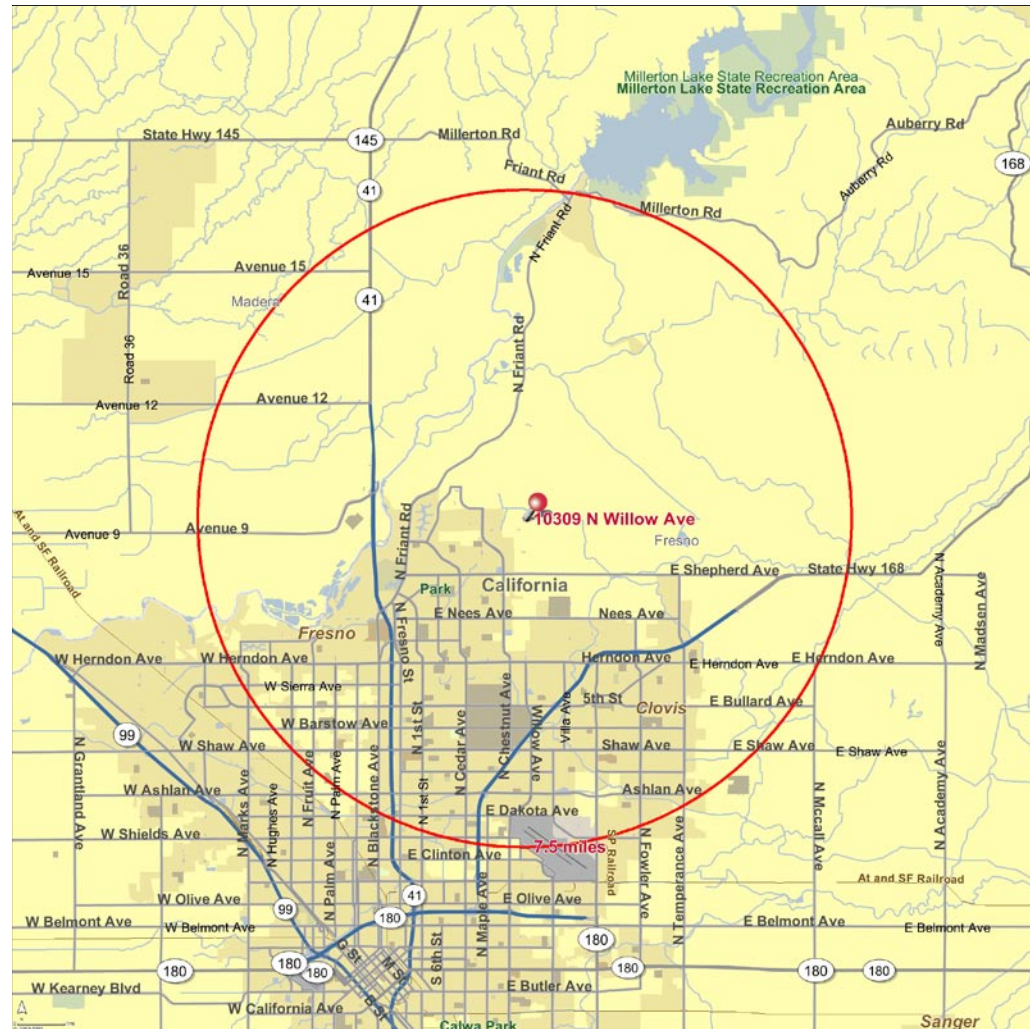 Millerton Lake State Recreation Area
Millerton Lake State Recreation Area
Auberry Rd
State Hwy 145
145
Millerton Rd
168
Auberry Rd
Friant Rd
41
Millerton Rd
N Friant Rd
Road 36
Avenue 15
Avenue 15
Madera
41
N Friant Rd
Road 36
Avenue 12
Avenue 12
10309 N Willow Ave
Avenue 9
Avenue 9
At and SF Railroad
N Friant Rd
Fresno
E Shepherd Ave
State Hwy 168
California
Park
N Academy Ave
N Madsen Ave
E Nees Ave
Nees Ave
N Fresno St
Fresno
W Herndon Ave
W Herndon Ave
Herndon Ave
E Herndon Ave
E Herndon Ave
W Sierra Ave
5th St
E Bullard Ave
Clovis
W Barstow Ave
N 1st St
N Cedar Ave
N Chestnut Ave
Willow Ave
Villa Ave
99
W Shaw Ave
Shaw Ave
E Shaw Ave
E Shaw Ave
N Grantland Ave
N Marks Ave
N Hughes Ave
N Fruit Ave
N Palm Ave
N Blackstone Ave
N 1st St
W Ashlan Ave
Ashlan Ave
E Dakota Ave
W Shields Ave
N Mccall Ave
N Academy Ave
7.5 miles
E Clinton Ave
SP Railroad
N Fowler Ave
N Temperance Ave
At and SF Railroad
N Palm Ave
41
W Olive Ave
E Olive Ave
99
180
N Maple Ave
W Belmont Ave
W Belmont Ave
E Belmont Ave
E Belmont Ave
180
G St
M St
S 6th St
180
180
180
180
180
180
W Kearney Blvd
E Butler Ave
B St
W California Ave
Calwa Park
Sanger